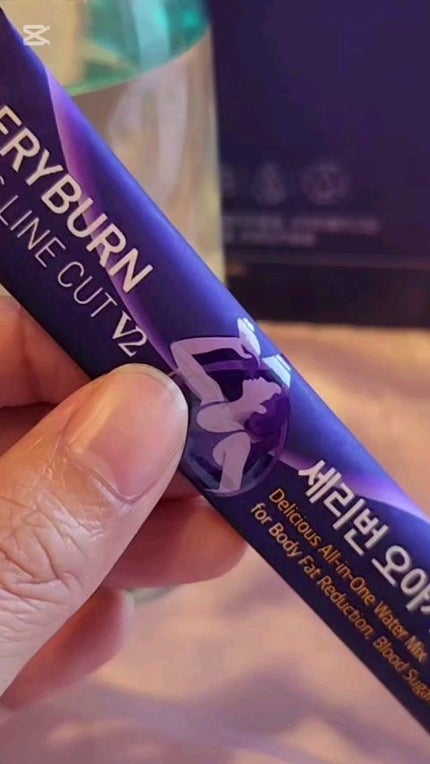 FRYBURN
LINE CUT V2
세리번 오아
Delicious All-in-One Water Mix
for Body Fat Reduction, Blood Sugar